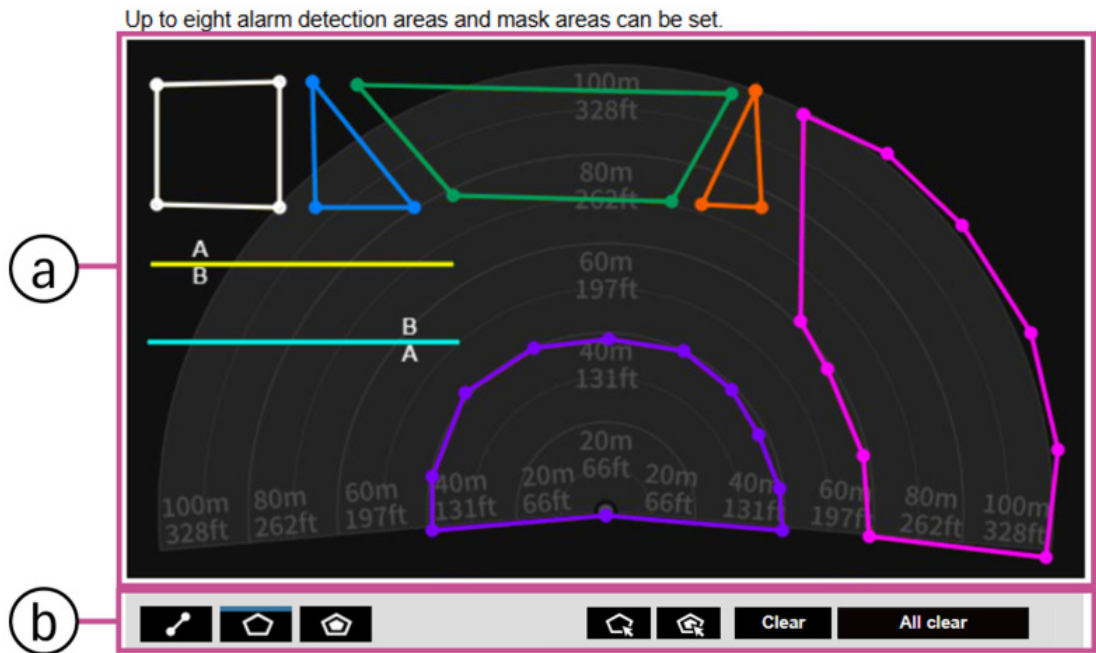 Up to eight alarm detection areas and mask areas can be set.
a
100m
328ft
80m
262ft
A
B
60m
197ft
B
A
40m
131ft
20m
66ft
100m 80m 60m 40m 20m 20m 40m 60m 80m 100m
328ft 262ft 197ft 131ft 66ft 66ft 131ft 197ft 262ft 328ft
b
Clear All clear